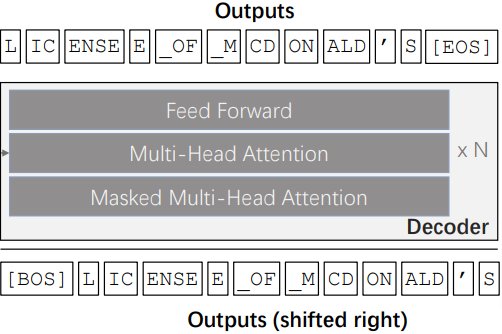 Outputs
L IC ENSE E _OF _M CD ON ALD ’ S [EOS]
Feed Forward
Multi-Head Attention
x N
Masked Multi-Head Attention
Decoder
[BOS] L IC ENSE E _OF _M CD ON ALD ’ S
Outputs (shifted right)